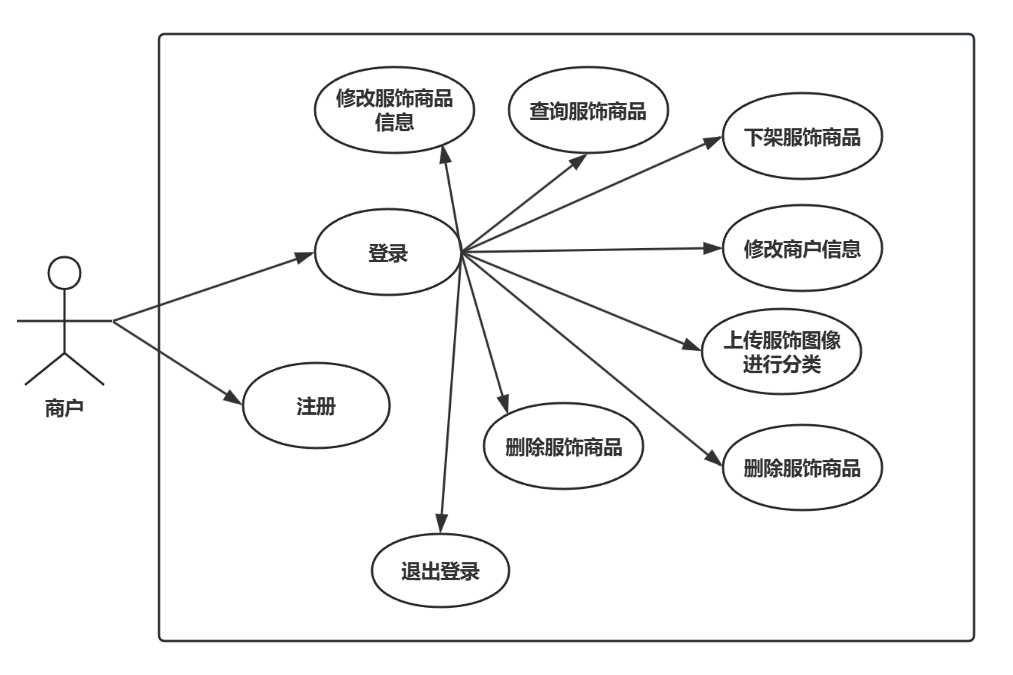 修改服饰商品
信息
查询服饰商品
下架服饰商品
登录
修改商户信息
上传服饰图像
进行分类
商户
注册
删除服饰商品
删除服饰商品
退出登录